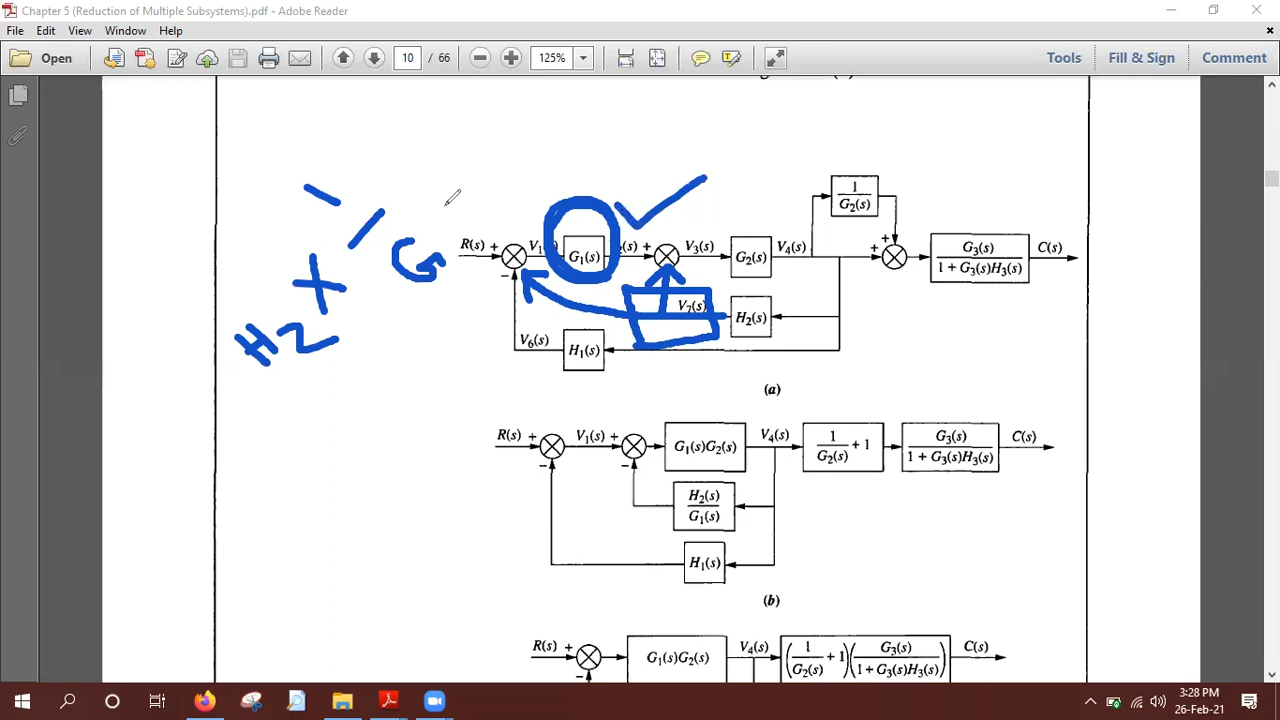 Chapter 5 (Reduction of Multiple Subsystems).pdf - Adobe Reader
File Edit View Window Help
Open 10 / 66 125% Tools Fill & Sign Comment
1
G2(s)
R(s) + V1(s) G1(s) + V3(s) G2(s) V4(s) + + G3(s) C(s)
1 + G3(s)H3(s)
−
G
H2
V7(s) H2(s)
V6(s) H1(s)
(a)
R(s) + V1(s) + G1(s)G2(s) V4(s) 1/G2(s) + 1 G3(s) C(s)
1 + G3(s)H3(s)
− −
H2(s)
G1(s)
H1(s)
(b)
R(s) + G1(s)G2(s) V4(s) (1/G2(s) + 1)(G3(s)/1 + G3(s)H3(s)) C(s)
−
3:28 PM
26-Feb-21